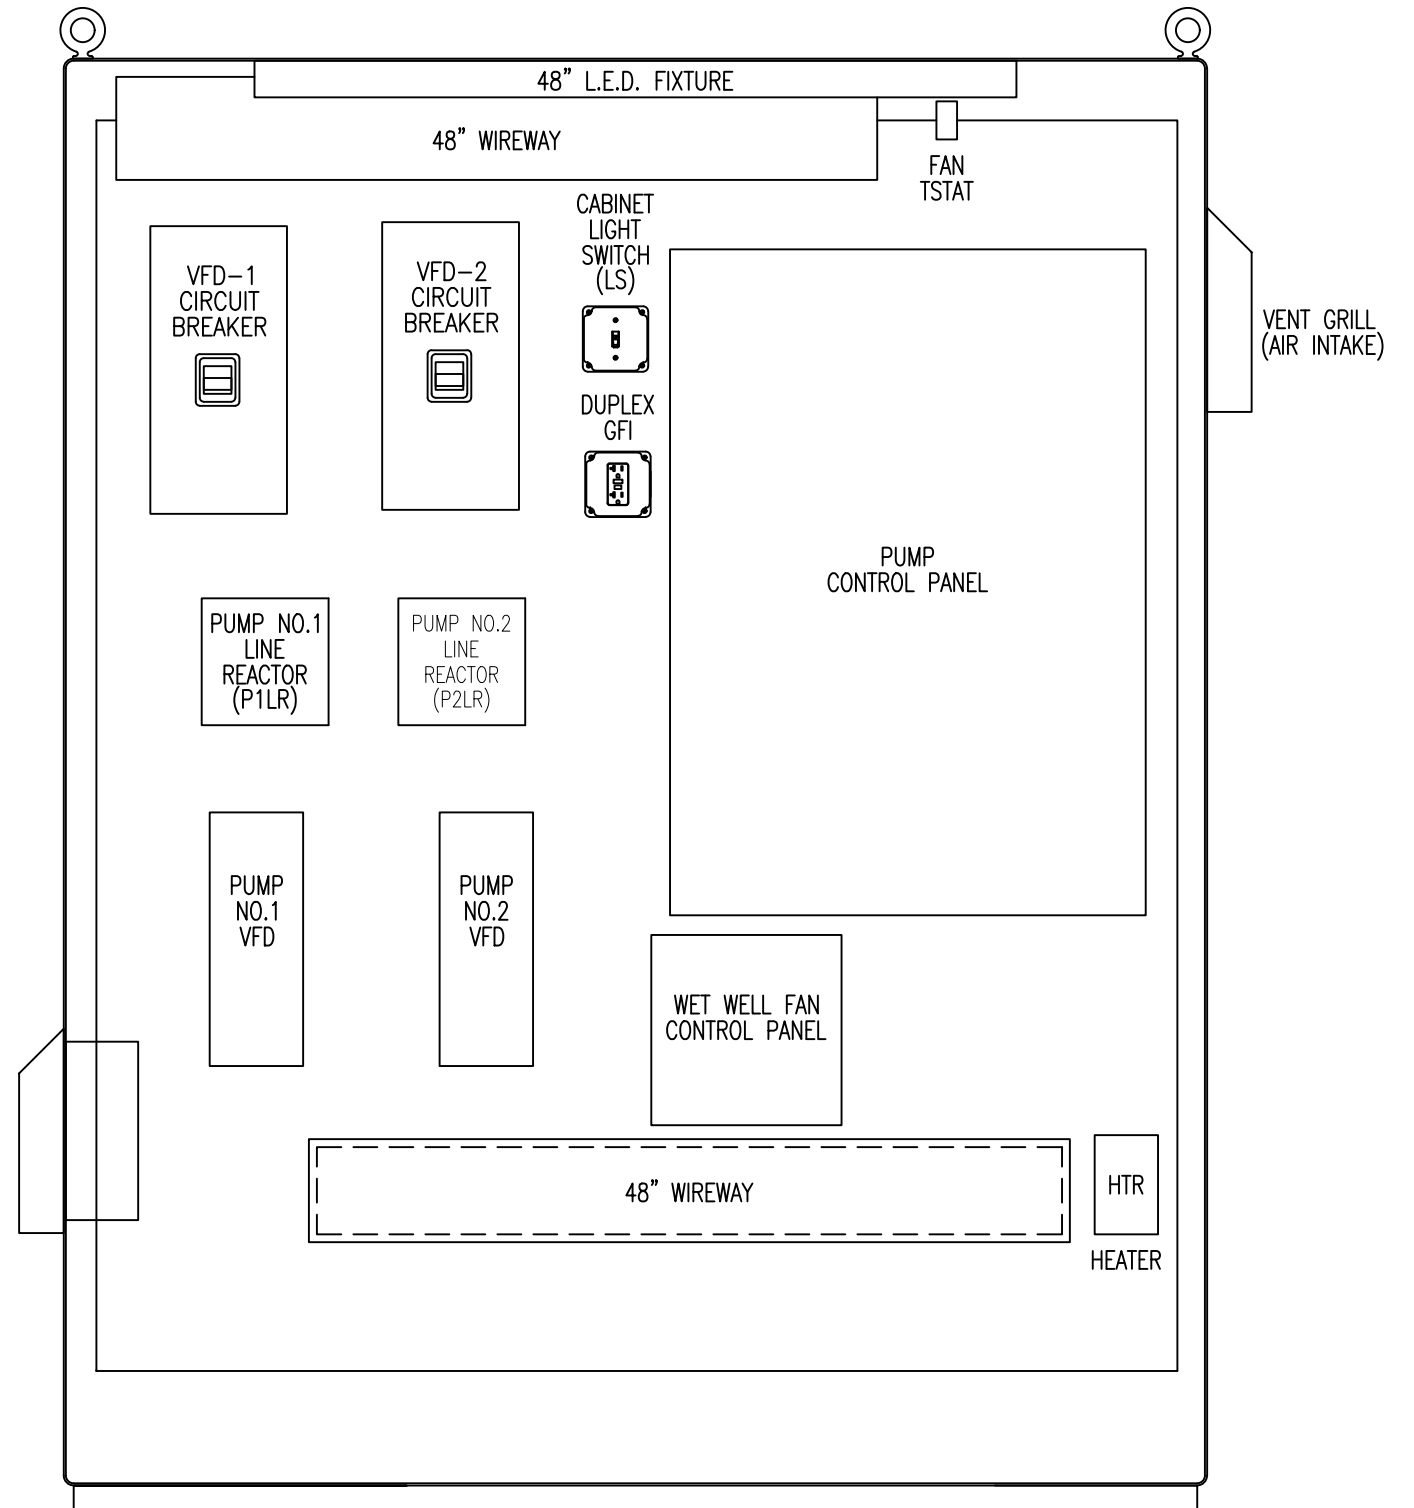 48" L.E.D. FIXTURE
48" WIREWAY
FAN
TSTAT
CABINET
LIGHT
SWITCH
(LS)
VFD-1
CIRCUIT
BREAKER
VFD-2
CIRCUIT
BREAKER
VENT GRILL
(AIR INTAKE)
DUPLEX
GFI
PUMP
CONTROL PANEL
PUMP NO.1
LINE
REACTOR
(P1LR)
PUMP NO.2
LINE
REACTOR
(P2LR)
PUMP
NO.1
VFD
PUMP
NO.2
VFD
WET WELL FAN
CONTROL PANEL
48" WIREWAY
HTR
HEATER